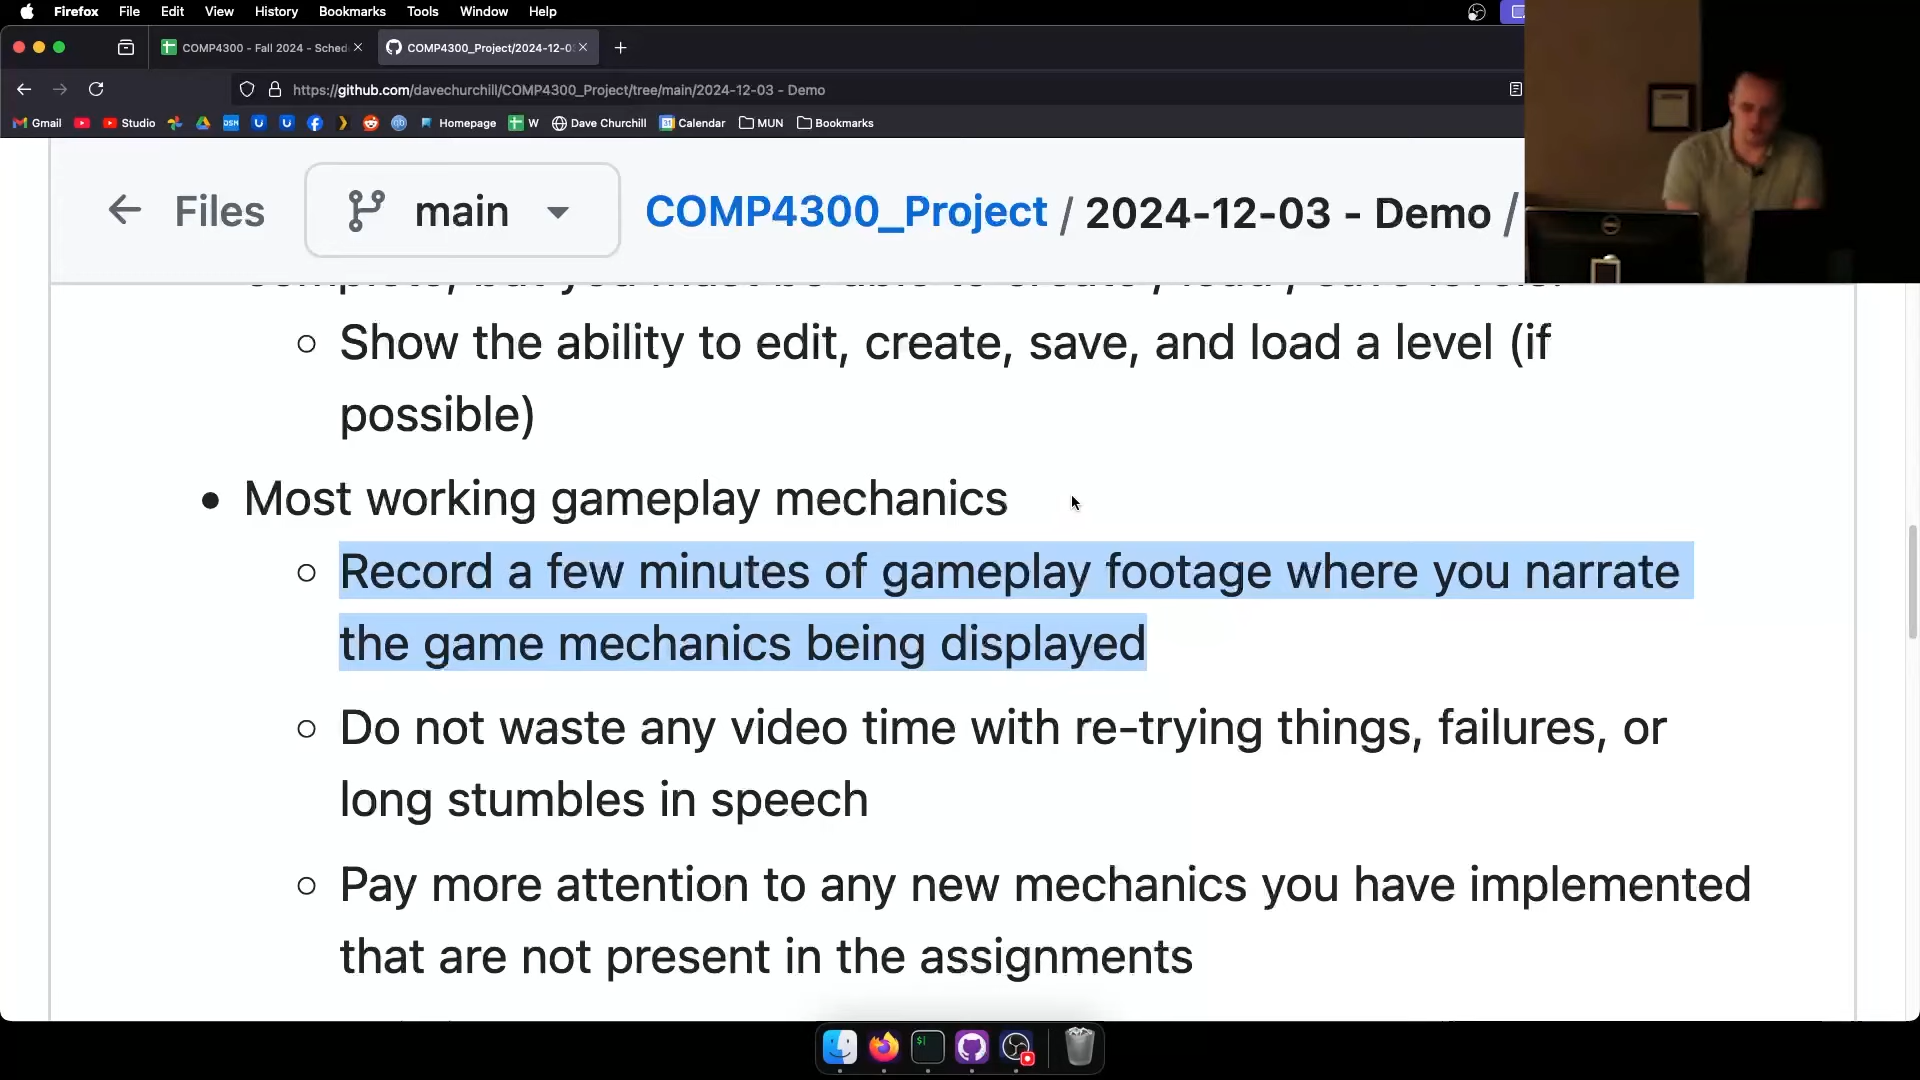 Firefox File Edit View History Bookmarks Tools Window Help
COMP4300 - Fall 2024 - Sched
COMP4300_Project/2024-12-0
https://github.com/davechurchill/COMP4300_Project/tree/main/2024-12-03 - Demo
Gmail Studio DSM Homepage W Dave Churchill Calendar MUN Bookmarks
Files main COMP4300_Project / 2024-12-03 - Demo /
Show the ability to edit, create, save, and load a level (if
possible)
Most working gameplay mechanics
Record a few minutes of gameplay footage where you narrate
the game mechanics being displayed
Do not waste any video time with re-trying things, failures, or
long stumbles in speech
Pay more attention to any new mechanics you have implemented
that are not present in the assignments